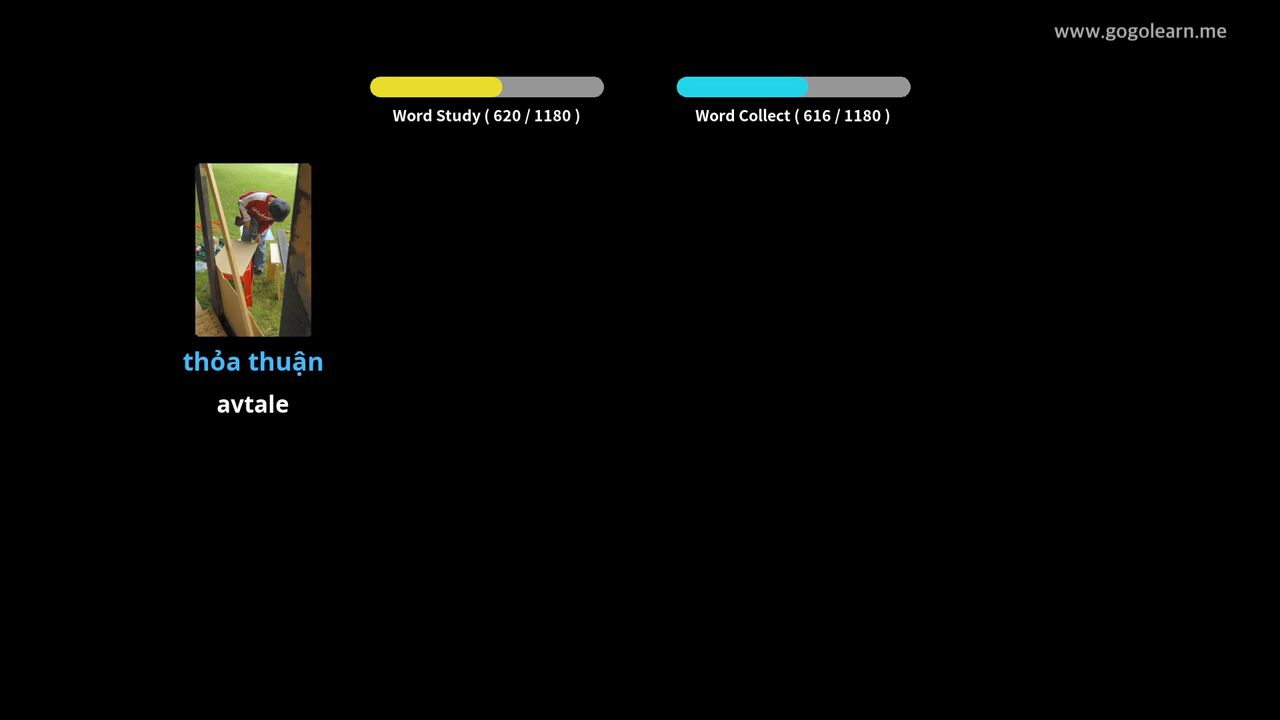 www.gogolearn.me
Word Study ( 620 / 1180 )
Word Collect ( 616 / 1180 )
thỏa thuận
avtale